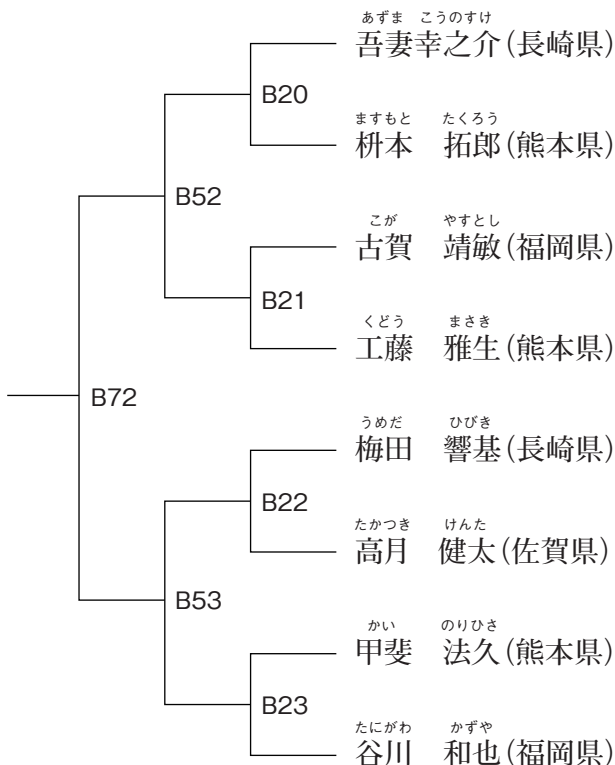 あずま こうのすけ
吾妻幸之介(長崎県)
B20
ますもと たくろう
枡本 拓郎(熊本県)
B52
こが やすとし
古賀 靖敏(福岡県)
B21
くどう まさき
工藤 雅生(熊本県)
B72
うめだ ひびき
梅田 響基(長崎県)
B22
たかつき けんた
高月 健太(佐賀県)
B53
かい のりひさ
甲斐 法久(熊本県)
B23
たにがわ かずや
谷川 和也(福岡県)